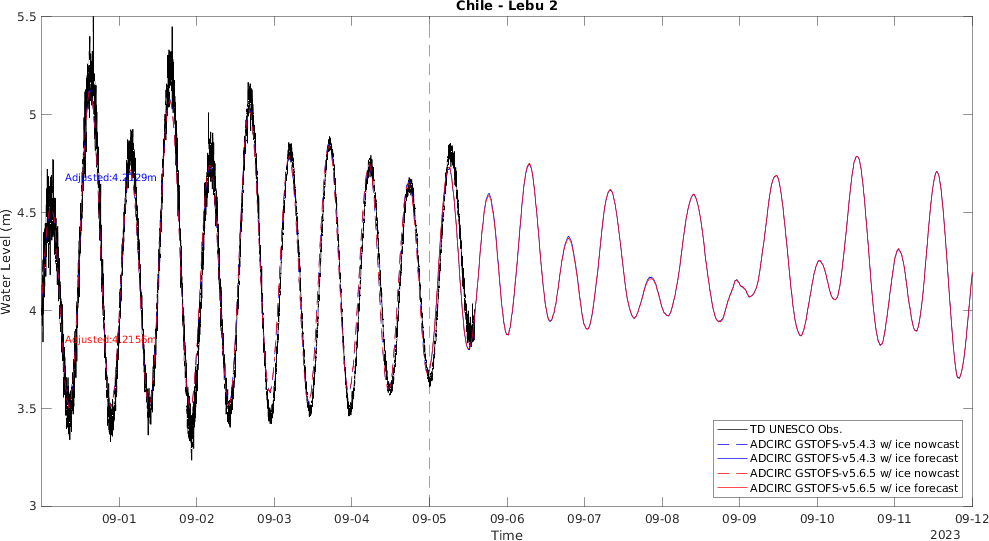 Chile - Lebu 2
5.5
5
4.5
4
3.5
3
Water Level (m)
Adjusted:4.2129m
Adjusted:4.2156m
TD UNESCO Obs.
ADCIRC GSTOFS-v5.4.3 w/ ice nowcast
ADCIRC GSTOFS-v5.4.3 w/ ice forecast
ADCIRC GSTOFS-v5.6.5 w/ ice nowcast
ADCIRC GSTOFS-v5.6.5 w/ ice forecast
09-01 09-02 09-03 09-04 09-05 09-06 09-07 09-08 09-09 09-10 09-11 09-12
Time
2023